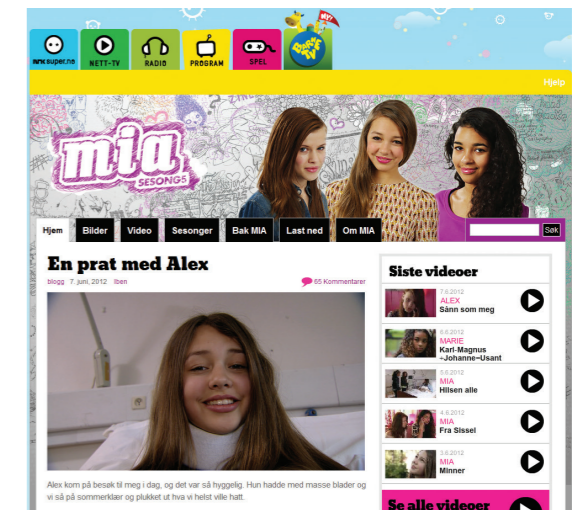 NRKsuper.no
NETT-TV
RADIO
PROGRAM
SPEL
NY!
BARNE TV
Hjelp
mia
SESONG5
Hjem Bilder Video Sesonger Bak MIA Last ned Om MIA Søk
En prat med Alex
blogg 7. juni, 2012 Iben 65 Kommentarer
Alex kom på besøk til meg i dag, og det var så hyggelig. Hun hadde med masse blader og
vi så på sommerklær og plukket ut hva vi helst ville hatt.
Siste videoer
7.6.2012
ALEX
Sånn som meg
6.6.2012
MARIE
Karl-Magnus
+Johanne=Usant
5.6.2012
MIA
Hilsen alle
4.6.2012
MIA
Fra Sissel
3.6.2012
MIA
Minner
Se alle videoer